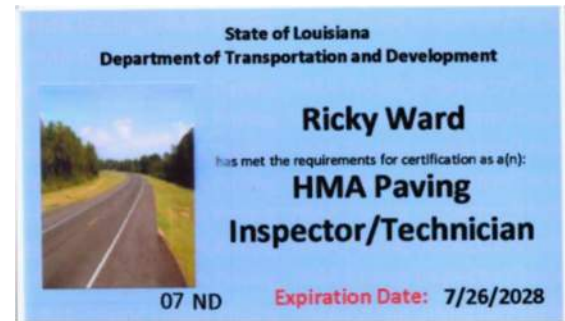 State of Louisiana
Department of Transportation and Development
Ricky Ward
has met the requirements for certification as a(n):
HMA Paving
Inspector/Technician
07 ND
Expiration Date: 7/26/2028